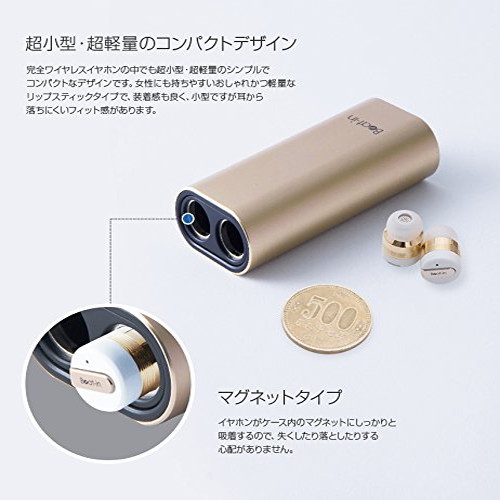 超小型・超軽量のコンパクトデザイン
完全ワイヤレスイヤホンの中でも超小型・超軽量のシンプルで
コンパクトなデザインです。女性にも持ちやすいおしゃれかつ軽量な
リップスティックタイプで、装着感も良く、小型ですが耳から
落ちにくいフィット感があります。
Beat-in
Beat-in
500
Beat-in
マグネットタイプ
イヤホンがケース内のマグネットにしっかりと
吸着するので、失くしたり落としたりする
心配がありません。